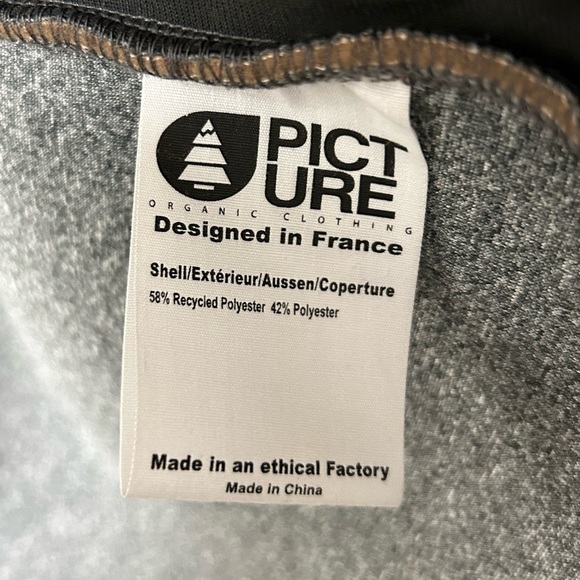 PICT
URE
ORGANIC CLOTHING
Designed in France
Shell/Extérieur/Aussen/Coperture
58% Recycled Polyester 42% Polyester
Made in an ethical Factory
Made in China